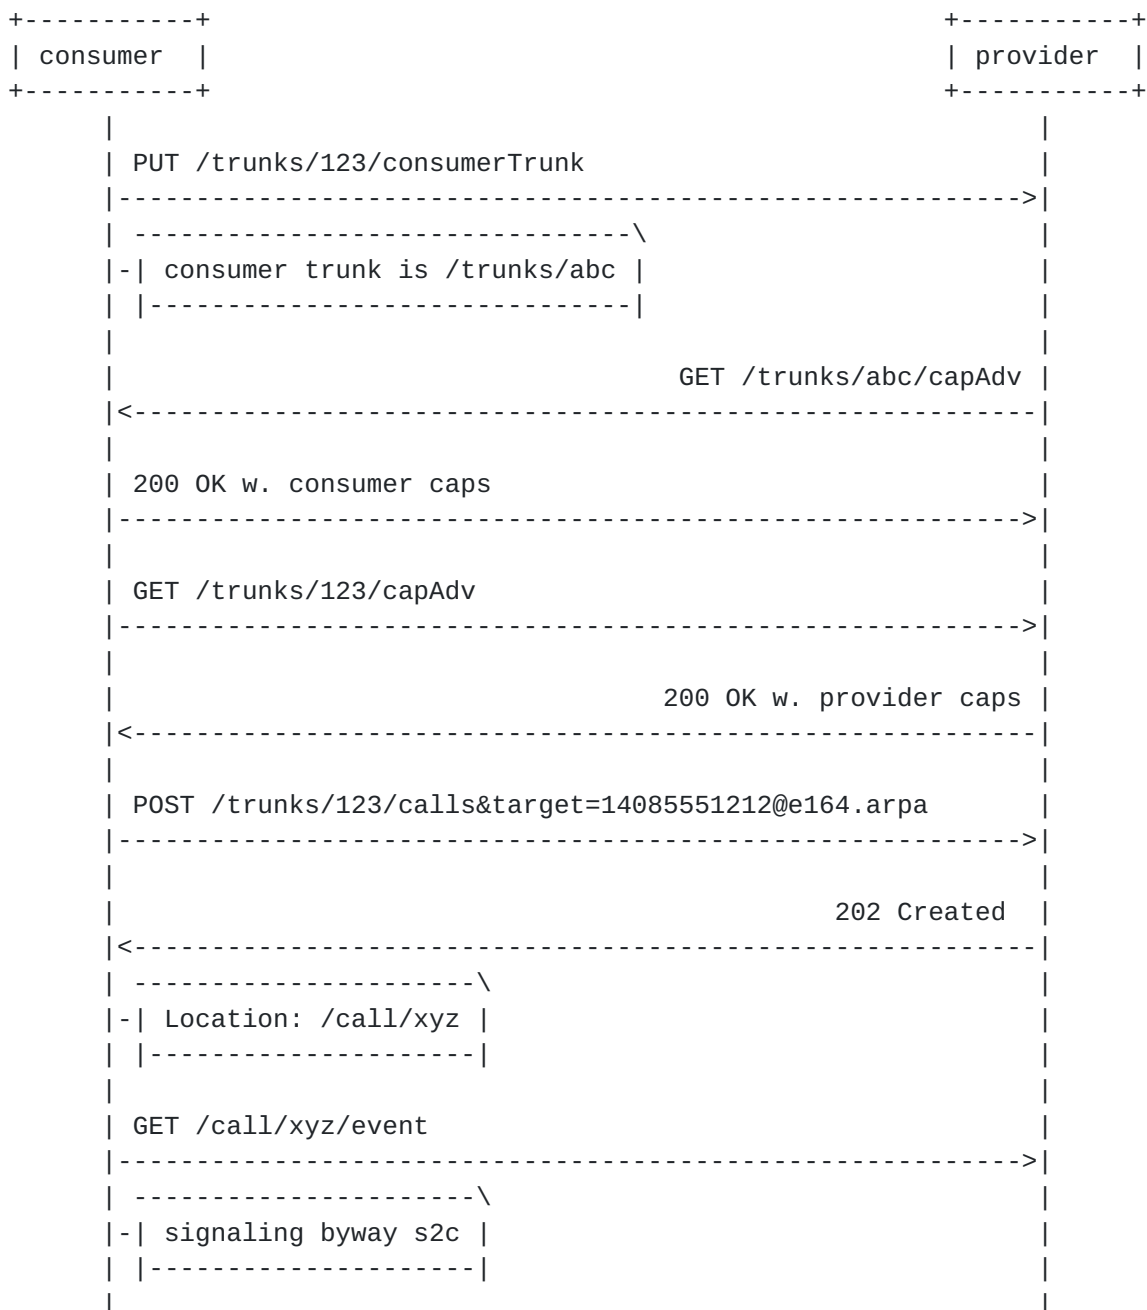 consumer provider
PUT /trunks/123/consumerTrunk
consumer trunk is /trunks/abc
GET /trunks/abc/capAdv
200 OK w. consumer caps
GET /trunks/123/capAdv
200 OK w. provider caps
POST /trunks/123/calls&target=14085551212@e164.arpa
202 Created
Location: /call/xyz
GET /call/xyz/event
signaling byway s2c